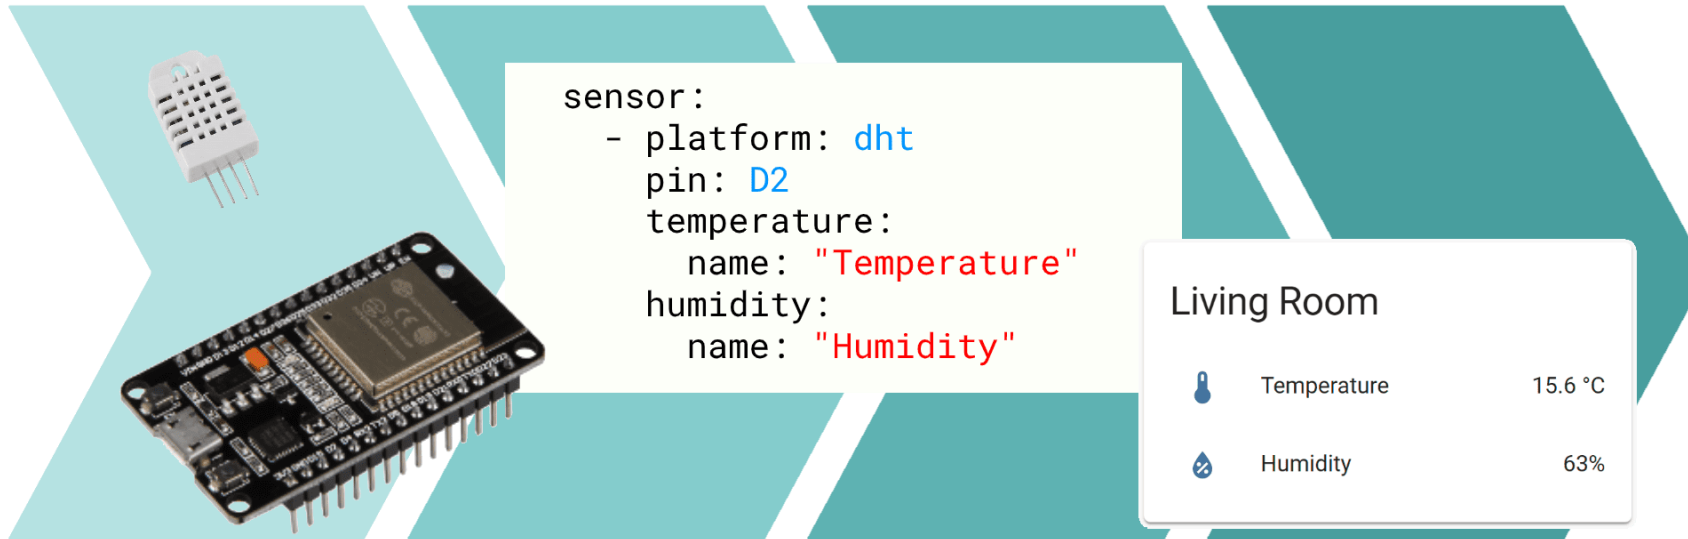 sensor:
- platform: dht
pin: D2
temperature:
name: "Temperature"
humidity:
name: "Humidity"
Living Room
Temperature 15.6 °C
Humidity 63%